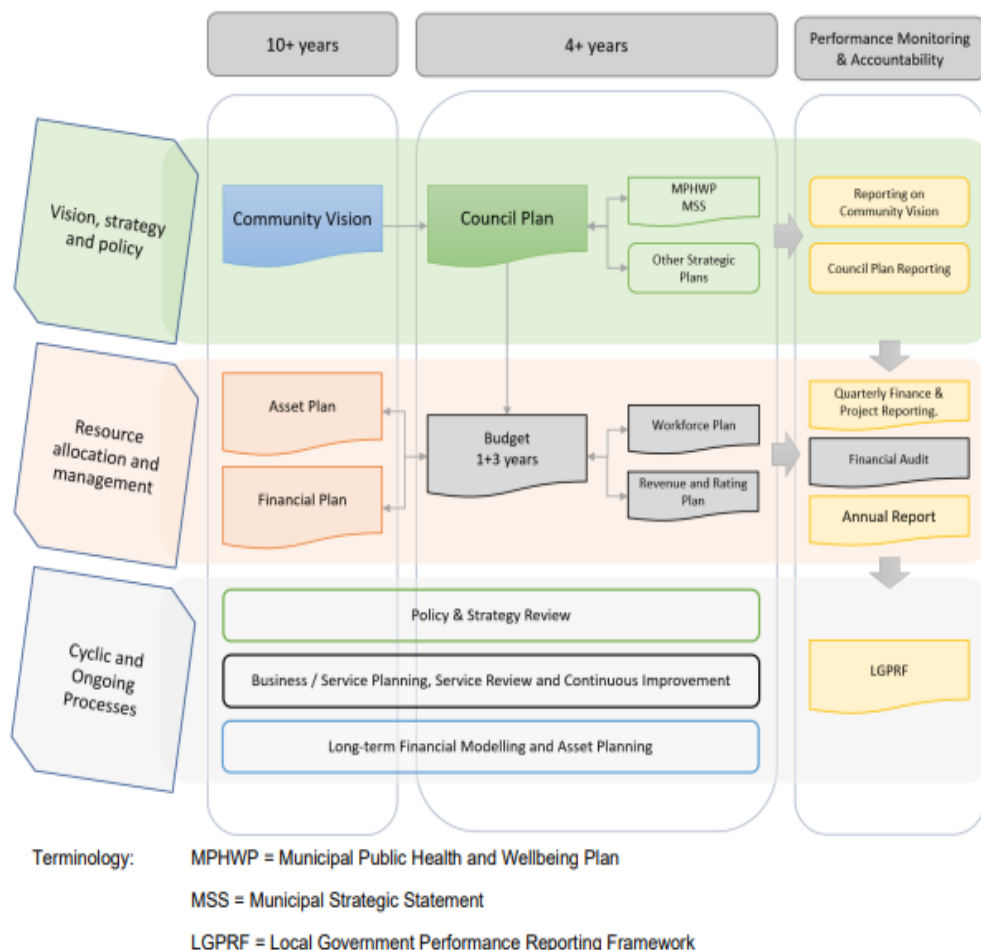 10+ years
4+ years
Performance Monitoring
& Accountability
Vision, strategy
and policy
Community Vision
Council Plan
MPHWP
MSS
Other Strategic
Plans
Reporting on
Community Vision
Council Plan Reporting
Resource
allocation and
management
Asset Plan
Financial Plan
Budget
1+3 years
Workforce Plan
Revenue and Rating
Plan
Quarterly Finance &
Project Reporting.
Financial Audit
Annual Report
Cyclic and
Ongoing
Processes
Policy & Strategy Review
Business / Service Planning, Service Review and Continuous Improvement
Long-term Financial Modelling and Asset Planning
LGPRF
Terminology: MPHWP = Municipal Public Health and Wellbeing Plan
MSS = Municipal Strategic Statement
LGPRF = Local Government Performance Reporting Framework